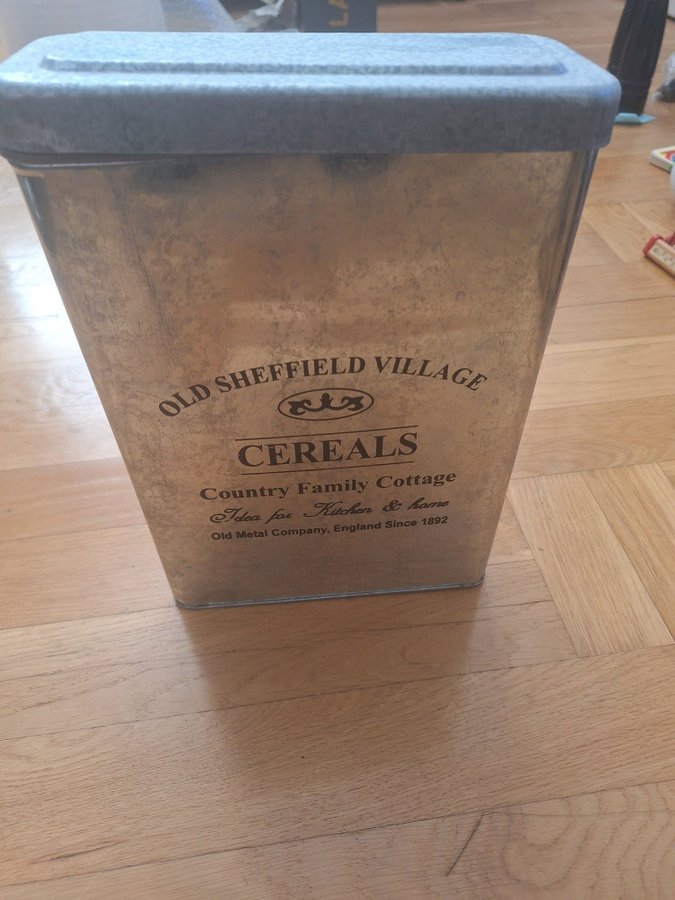 OLD SHEFFIELD VILLAGE
CEREALS
Country Family Cottage
Idea for Kitchen & home
Old Metal Company, England Since 1892